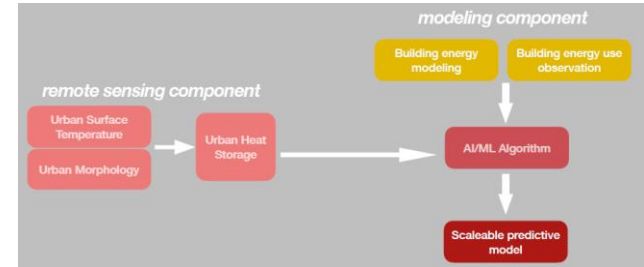 modeling component
Building energy
modeling
Building energy use
observation
remote sensing component
Urban Surface
Temperature
Urban Morphology
Urban Heat
Storage
AI/ML Algorithm
Scaleable predictive
model